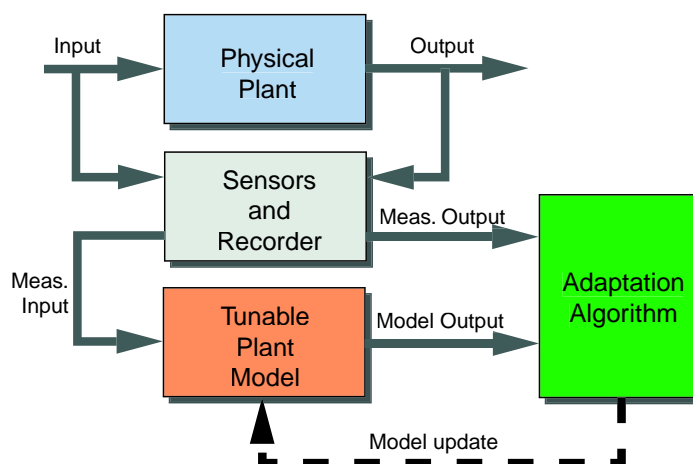 Input
Physical
Plant
Output
Sensors
and
Recorder
Meas. Output
Meas.
Input
Tunable
Plant
Model
Model Output
Adaptation
Algorithm
Model update